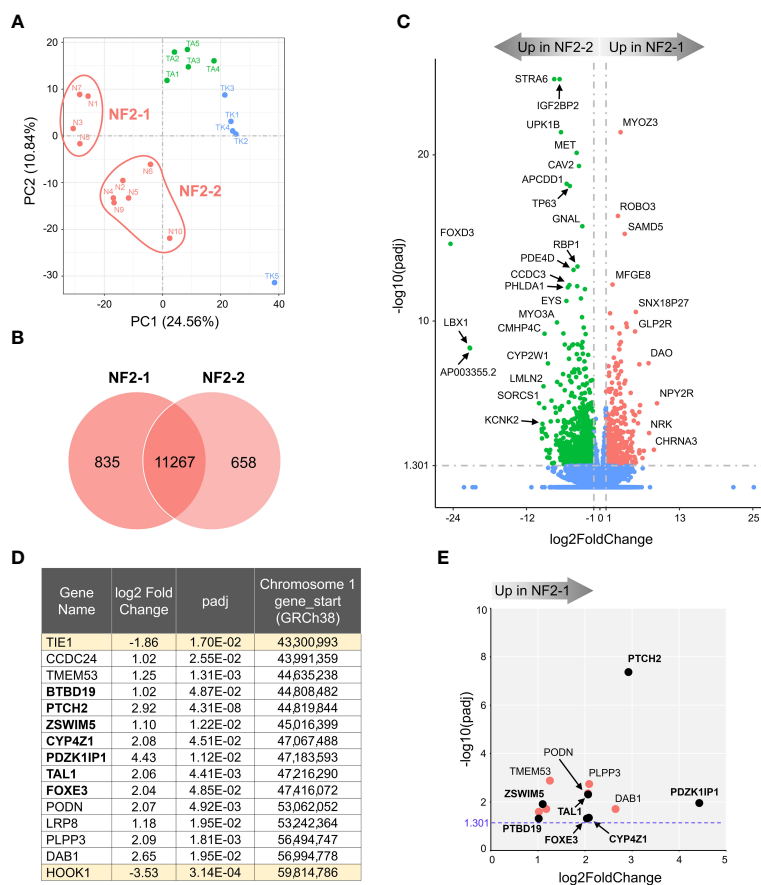 A
20
10
0
-10
-20
-30
PC2 (10.84%)
TA5
TA2
TA3
TA4
TA1
TK3
TK1
TK4
TK2
TK5
N7
N1
N3
N8
NF2-1
N6
N2
NF2-2
N4
N5
N9
N10
-20
0
20
40
PC1 (24.56%)
B
NF2-1
NF2-2
835
11267
658
C
Up in NF2-2
Up in NF2-1
STRA6
IGF2BP2
UPK1B
MYOZ3
MET
CAV2
APCDD1
TP63
ROBO3
GNAL
SAMD5
FOXD3
RBP1
PDE4D
CCDC3
MFGE8
PHLDA1
EYS
SNX18P27
MYO3A
GLP2R
LBX1
CMHP4C
CYP2W1
DAO
AP003355.2
LMLN2
SORCS1
NPY2R
KCNK2
NRK
CHRNA3
20
10
1.301
-log10(padj)
-24
-12
-1
0
1
13
25
log2FoldChange
D
Gene Name
log2 Fold Change
padj
Chromosome 1 gene_start (GRCh38)
TIE1 -1.86 1.70E-02 43,300,993
CCDC24 1.02 2.55E-02 43,991,359
TMEM53 1.25 1.31E-03 44,635,238
BTBD19 1.02 4.87E-02 44,808,482
PTCH2 2.92 4.31E-08 44,819,844
ZSWIM5 1.10 1.22E-02 45,016,399
CYP4Z1 2.08 4.51E-02 47,067,488
PDZK1IP1 4.43 1.12E-02 47,183,593
TAL1 2.06 4.41E-03 47,216,290
FOXE3 2.04 4.85E-02 47,416,072
PODN 2.07 4.92E-03 53,062,052
LRP8 1.18 1.95E-02 53,242,364
PLPP3 2.09 1.81E-03 56,494,747
DAB1 2.65 1.95E-02 56,994,778
HOOK1 -3.53 3.14E-04 59,814,786
E
Up in NF2-1
10
8
6
4
2
1.301
0
-log10(padj)
PTCH2
PODN
TMEM53
PLPP3
ZSWIM5
DAB1
PDZK1IP1
TAL1
PTBD19
FOXE3
CYP4Z1
0
1
2
3
4
5
log2FoldChange